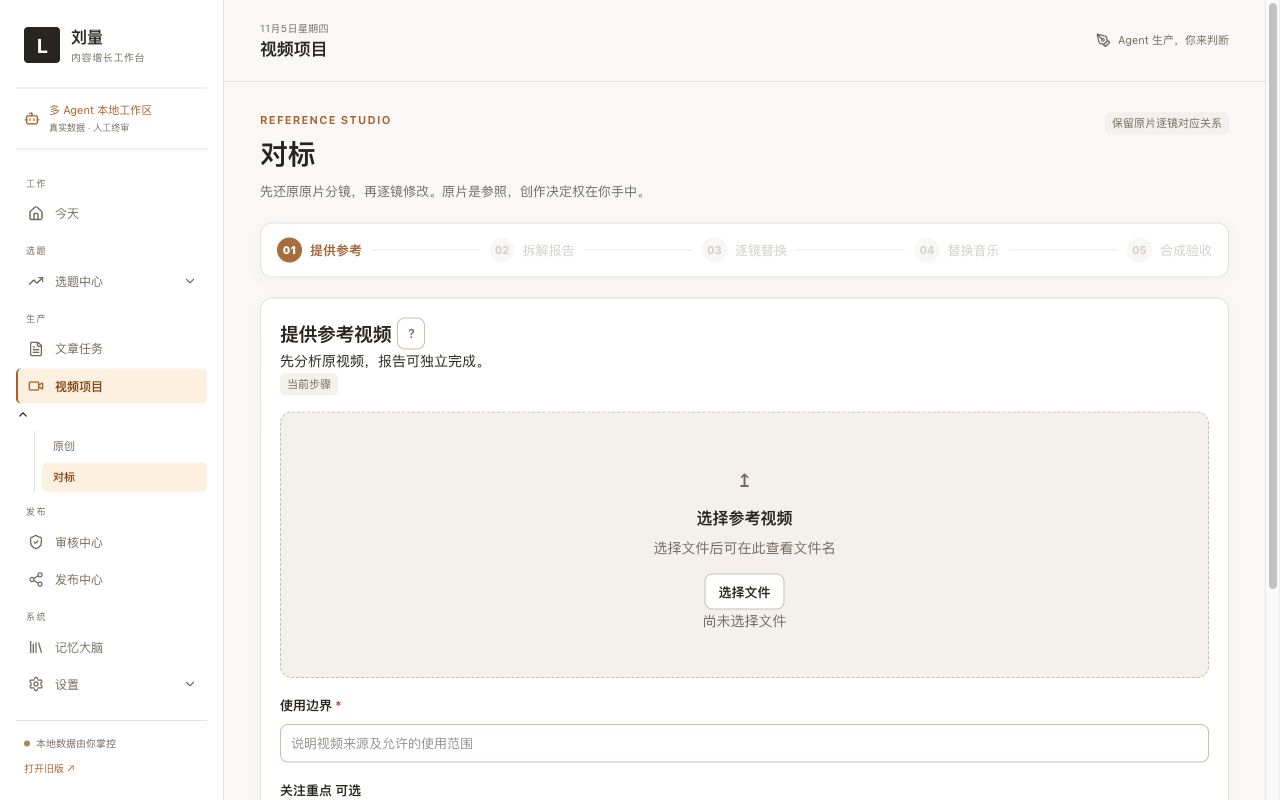 L
刘量
内容增长工作台
多 Agent 本地工作区
真实数据 · 人工终审
工作
今天
选题
选题中心
生产
文章任务
视频项目
原创
对标
发布
审核中心
发布中心
系统
记忆大脑
设置
本地数据由你掌控
打开旧版 ↗
11月5日星期四
视频项目
Agent 生产，你来判断
REFERENCE STUDIO
对标
先还原原片分镜，再逐镜修改。原片是参照，创作决定权在你手中。
保留原片逐镜对应关系
01 提供参考 02 拆解报告 03 逐镜替换 04 替换音乐 05 合成验收
提供参考视频 ?
先分析原视频，报告可独立完成。
当前步骤
↥
选择参考视频
选择文件后可在此查看文件名
选择文件
尚未选择文件
使用边界 *
说明视频来源及允许的使用范围
关注重点 可选